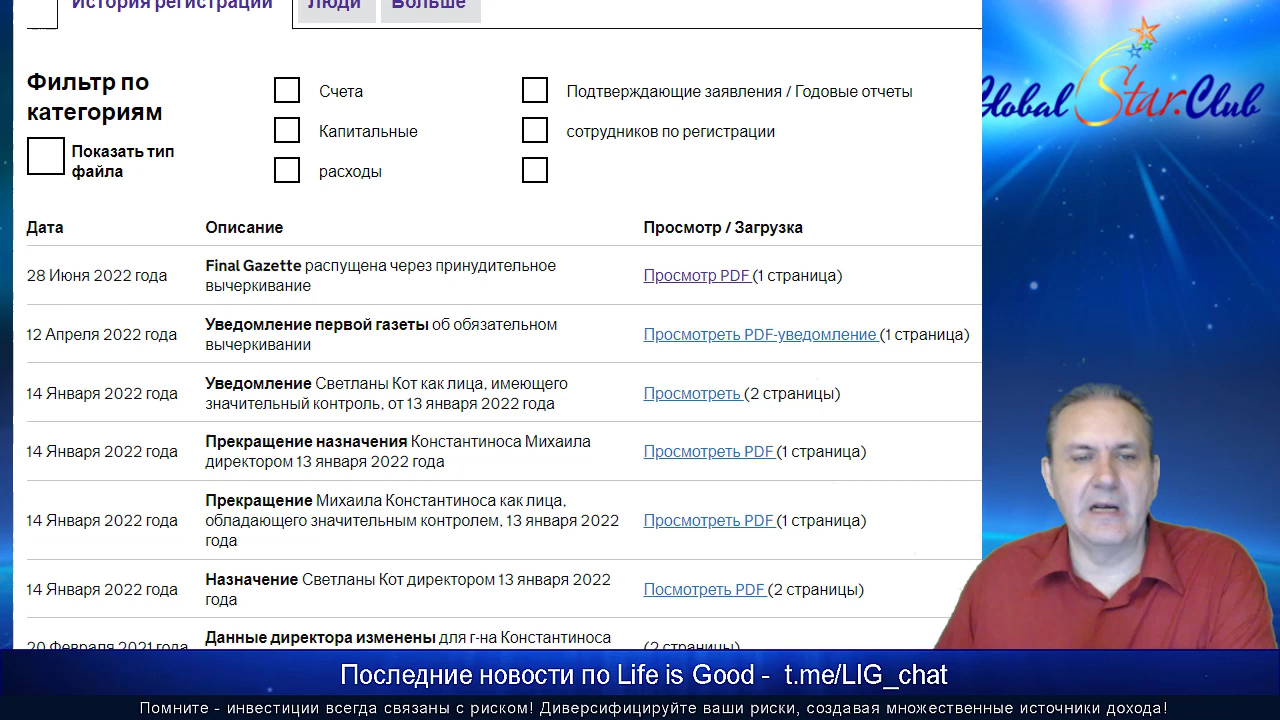 История регистрации
Люди
Больше
Фильтр по
категориям
Показать тип
файла
Счета
Капитальные
расходы
Подтверждающие заявления / Годовые отчеты
сотрудников по регистрации
Global Star.Club
Дата Описание Просмотр / Загрузка
28 Июня 2022 года
Final Gazette распущена через принудительное
вычеркивание
Просмотр PDF (1 страница)
12 Апреля 2022 года
Уведомление первой газеты об обязательном
вычеркивании
Просмотреть PDF-уведомление (1 страница)
14 Января 2022 года
Уведомление Светланы Кот как лица, имеющего
значительный контроль, от 13 января 2022 года
Просмотреть (2 страницы)
14 Января 2022 года
Прекращение назначения Константиноса Михаила
директором 13 января 2022 года
Просмотреть PDF (1 страница)
14 Января 2022 года
Прекращение Михаила Константиноса как лица,
обладающего значительным контролем, 13 января 2022
года
Просмотреть PDF (1 страница)
14 Января 2022 года
Назначение Светланы Кот директором 13 января 2022
года
Посмотреть PDF (2 страницы)
20 Февраля 2021 года
Данные директора изменены для г-на Константиноса
(2 страницы)
Последние новости по Life is Good - t.me/LIG_chat
Помните - инвестиции всегда связаны с риском! Диверсифицируйте ваши риски, создавая множественные источники дохода!